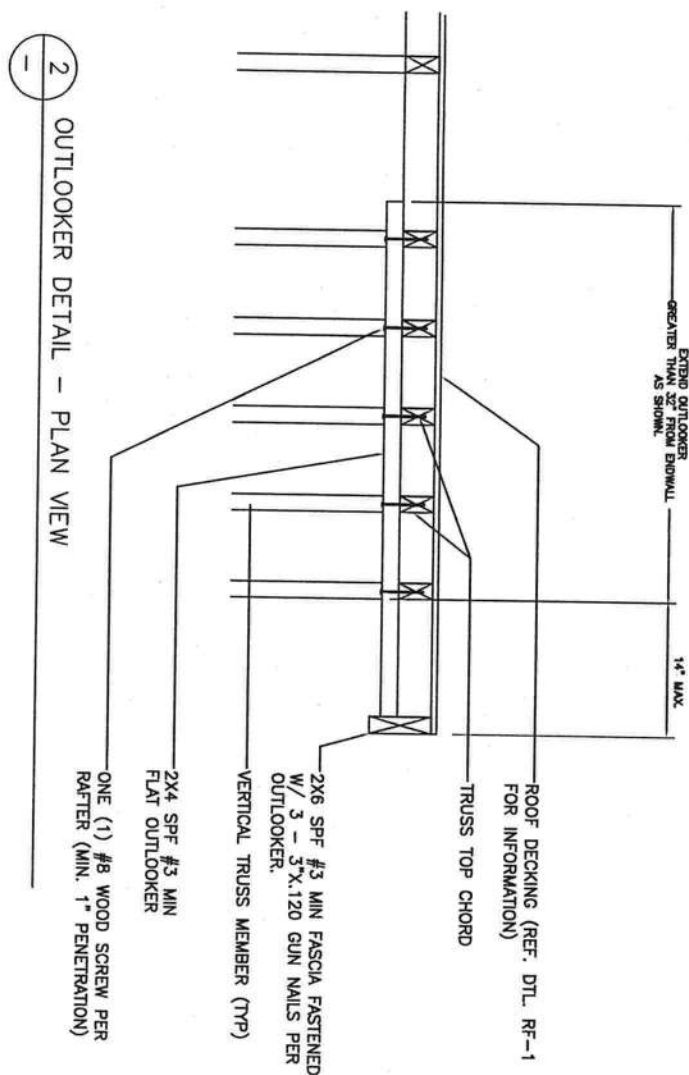 EXTEND OUTLOOKER
GREATER THAN 32" FROM ENDWALL
AS SHOWN.
14" MAX.
ROOF DECKING (REF. DTL. RF-1
FOR INFORMATION)
TRUSS TOP CHORD
2X6 SPF #3 MIN FASCIA FASTENED
W/ 3 - 3"X.120 GUN NAILS PER
OUTLOOKER.
VERTICAL TRUSS MEMBER (TYP)
2X4 SPF #3 MIN
FLAT OUTLOOKER
ONE (1) #8 WOOD SCREW PER
RAFTER (MIN. 1" PENETRATION)
2
-
OUTLOOKER DETAIL - PLAN VIEW